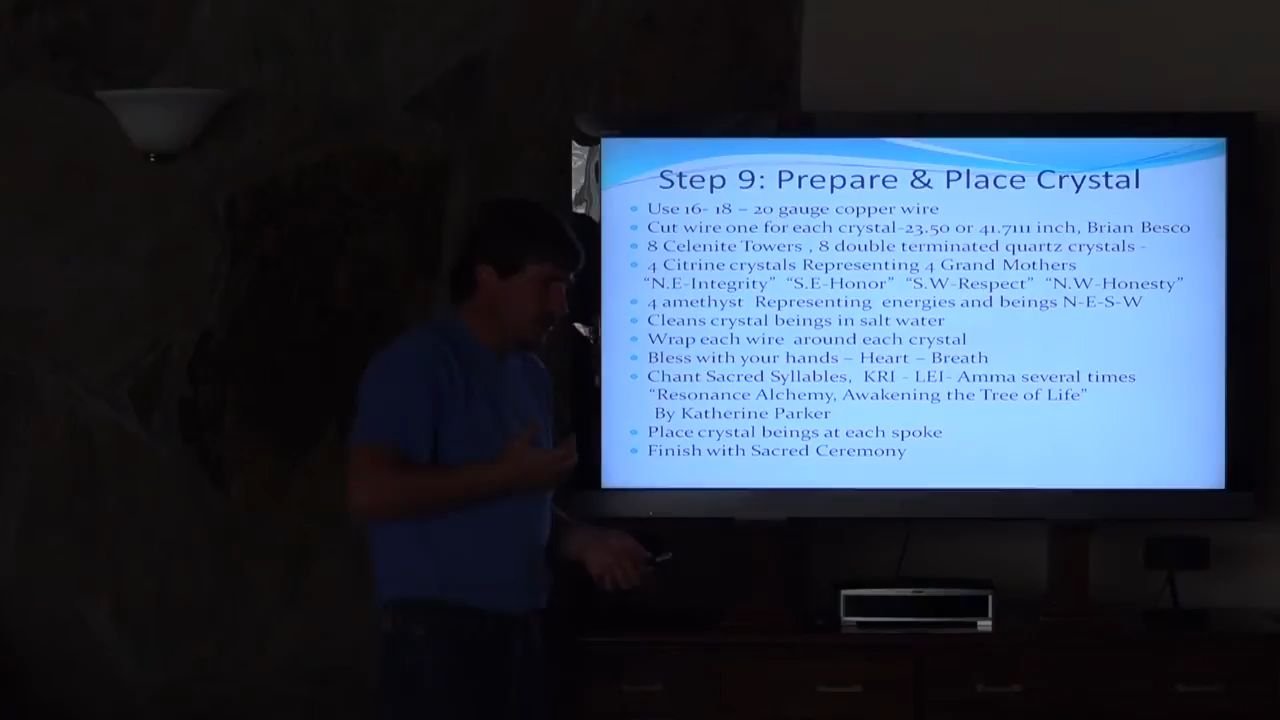 Step 9: Prepare & Place Crystal
Use 16- 18 – 20 gauge copper wire
Cut wire one for each crystal-23.50 or 41.7111 inch, Brian Besco
8 Celenite Towers , 8 double terminated quartz crystals -
4 Citrine crystals Representing 4 Grand Mothers
“N.E-Integrity” “S.E-Honor” “S.W-Respect” “N.W-Honesty”
4 amethyst Representing energies and beings N-E-S-W
Cleans crystal beings in salt water
Wrap each wire around each crystal
Bless with your hands – Heart – Breath
Chant Sacred Syllables, KRI - LEI- Amma several times
“Resonance Alchemy, Awakening the Tree of Life”
By Katherine Parker
Place crystal beings at each spoke
Finish with Sacred Ceremony